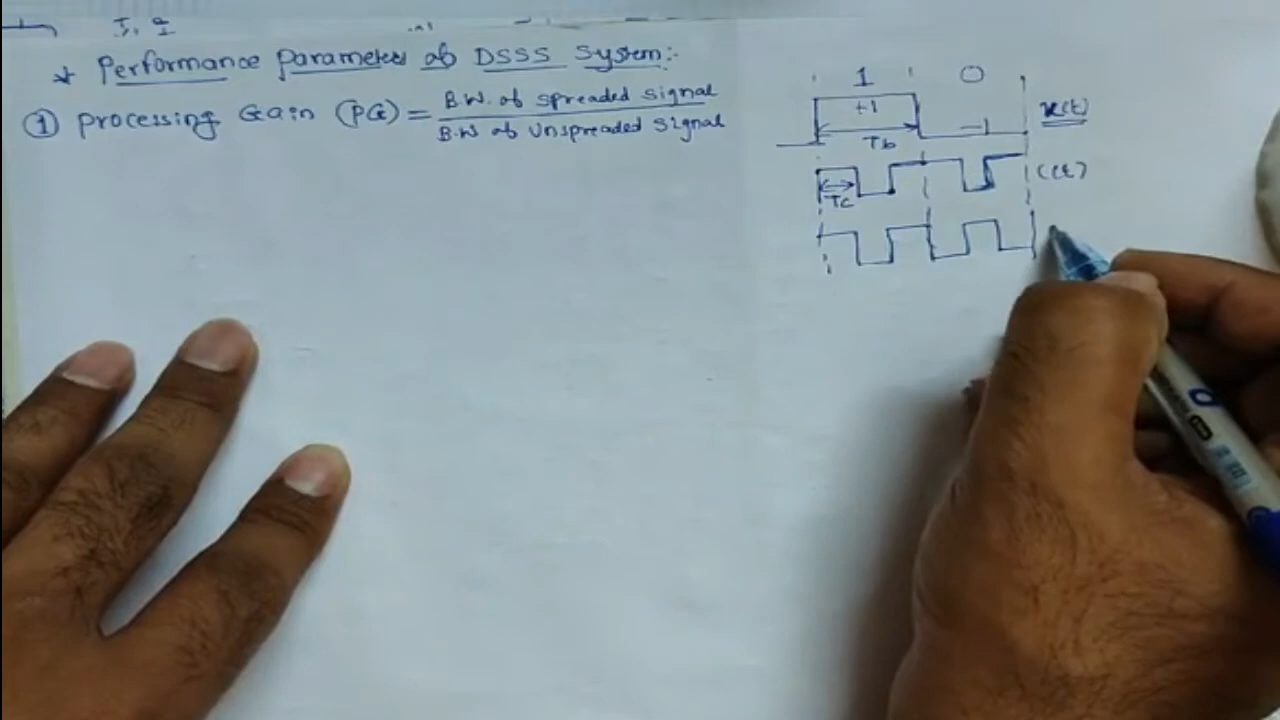 * Performance Parameters of DSSS System:-
① Processing Gain (PG) = B.W. of spreaded signal
B.W of Unspreaded Signal
1 0
+1 -1 x(t)
Tb
c(t)
Tc